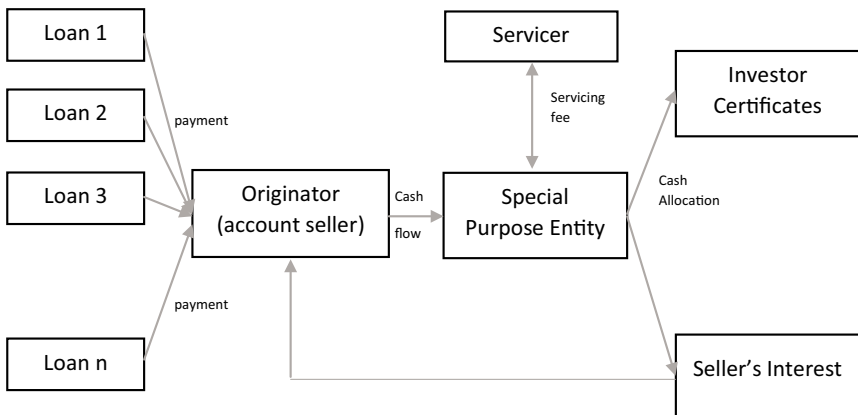 Loan 1
Loan 2
Loan 3
Loan n
payment
payment
Originator
(account seller)
Cash
flow
Servicer
Servicing
fee
Special
Purpose Entity
Investor
Certificates
Cash
Allocation
Seller's Interest